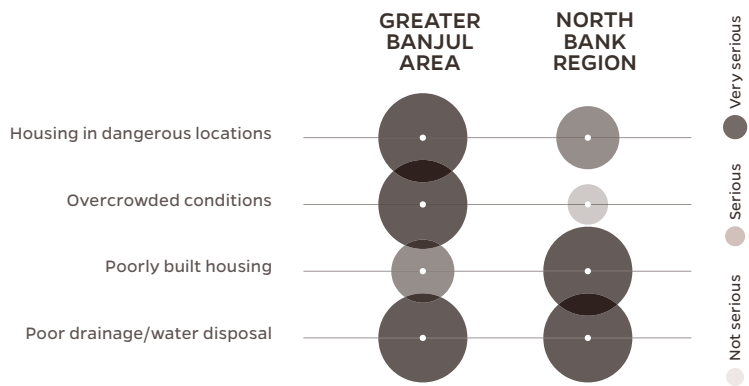 GREATER
BANJUL
AREA
NORTH
BANK
REGION
Housing in dangerous locations
Overcrowded conditions
Poorly built housing
Poor drainage/water disposal
Very serious
Serious
Not serious